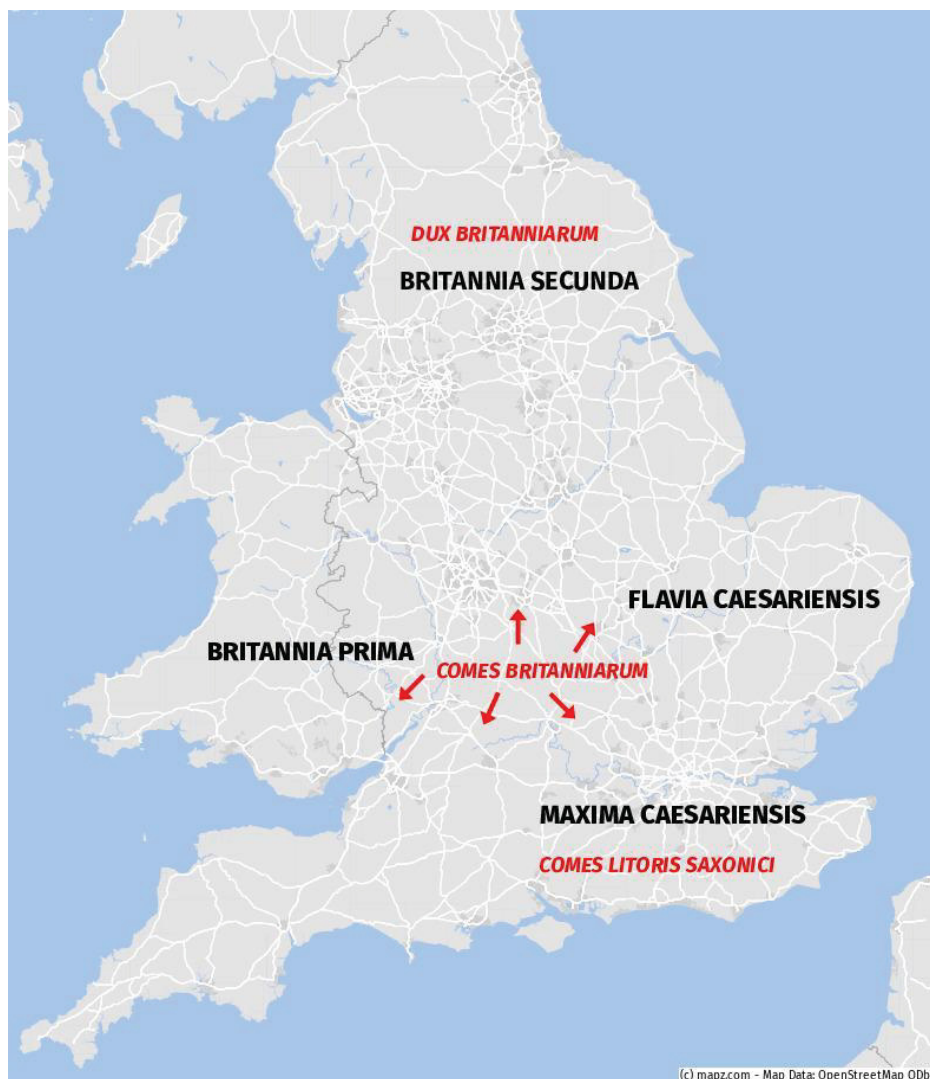 DUX BRITANNIARUM
BRITANNIA SECUNDA
FLAVIA CAESARIENSIS
BRITANNIA PRIMA
COMES BRITANNIARUM
MAXIMA CAESARIENSIS
COMES LITORIS SAXONICI
(c) mapz.com - Map Data: OpenStreetMap ODb